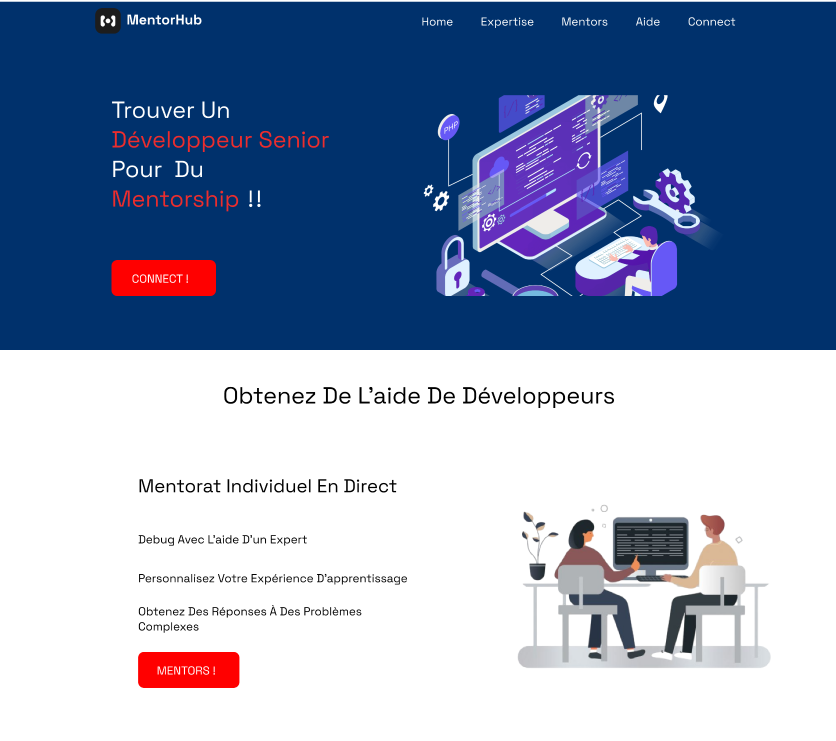 MentorHub
Home Expertise Mentors Aide Connect
Trouver Un
Développeur Senior
Pour Du
Mentorship !!
PHP
CONNECT !
Obtenez De L'aide De Développeurs
Mentorat Individuel En Direct
Debug Avec L'aide D'un Expert
Personnalisez Votre Expérience D'apprentissage
Obtenez Des Réponses À Des Problèmes
Complexes
MENTORS !